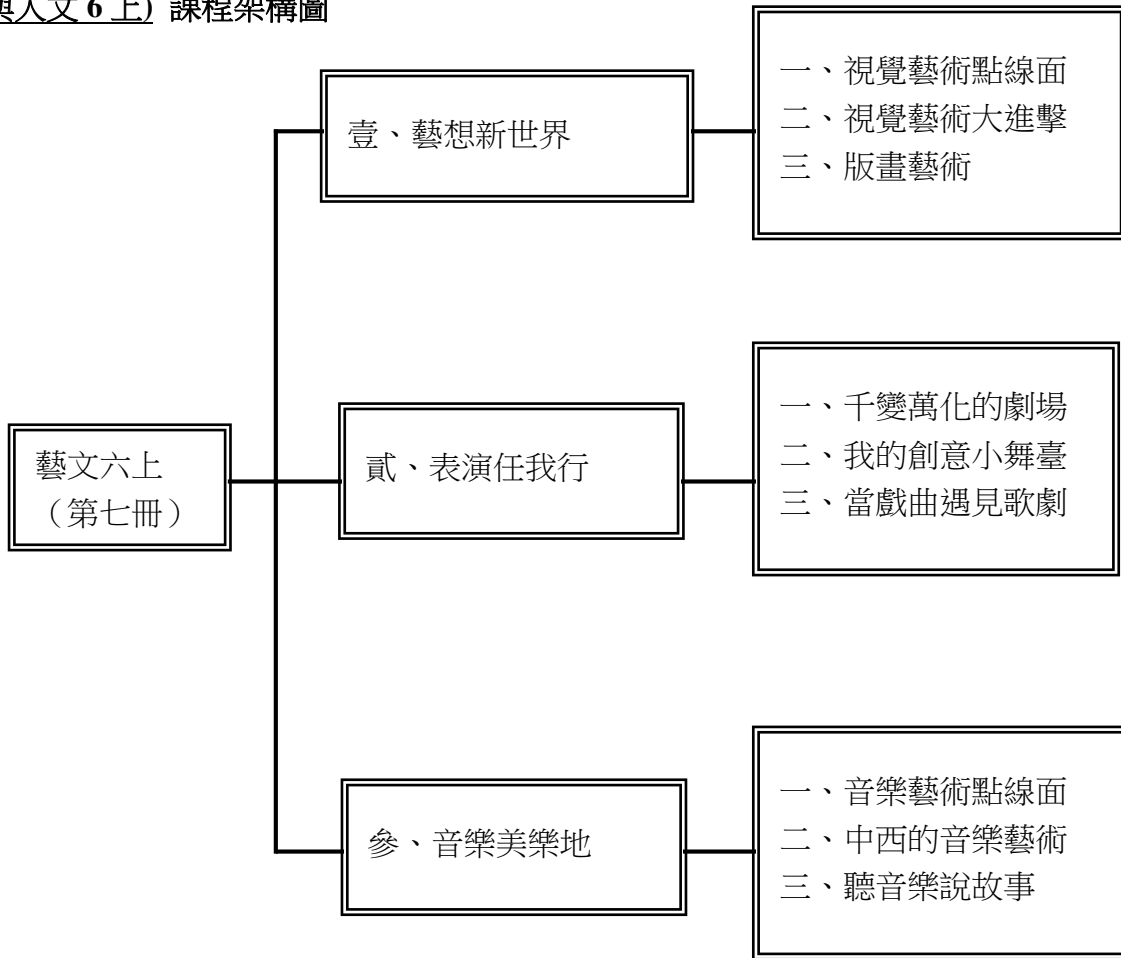 與人文 6 上) 課程架構圖
壹、藝想新世界
一、視覺藝術點線面
二、視覺藝術大進擊
三、版畫藝術
藝文六上
（第七冊）
貳、表演任我行
一、千變萬化的劇場
二、我的創意小舞臺
三、當戲曲遇見歌劇
參、音樂美樂地
一、音樂藝術點線面
二、中西的音樂藝術
三、聽音樂說故事